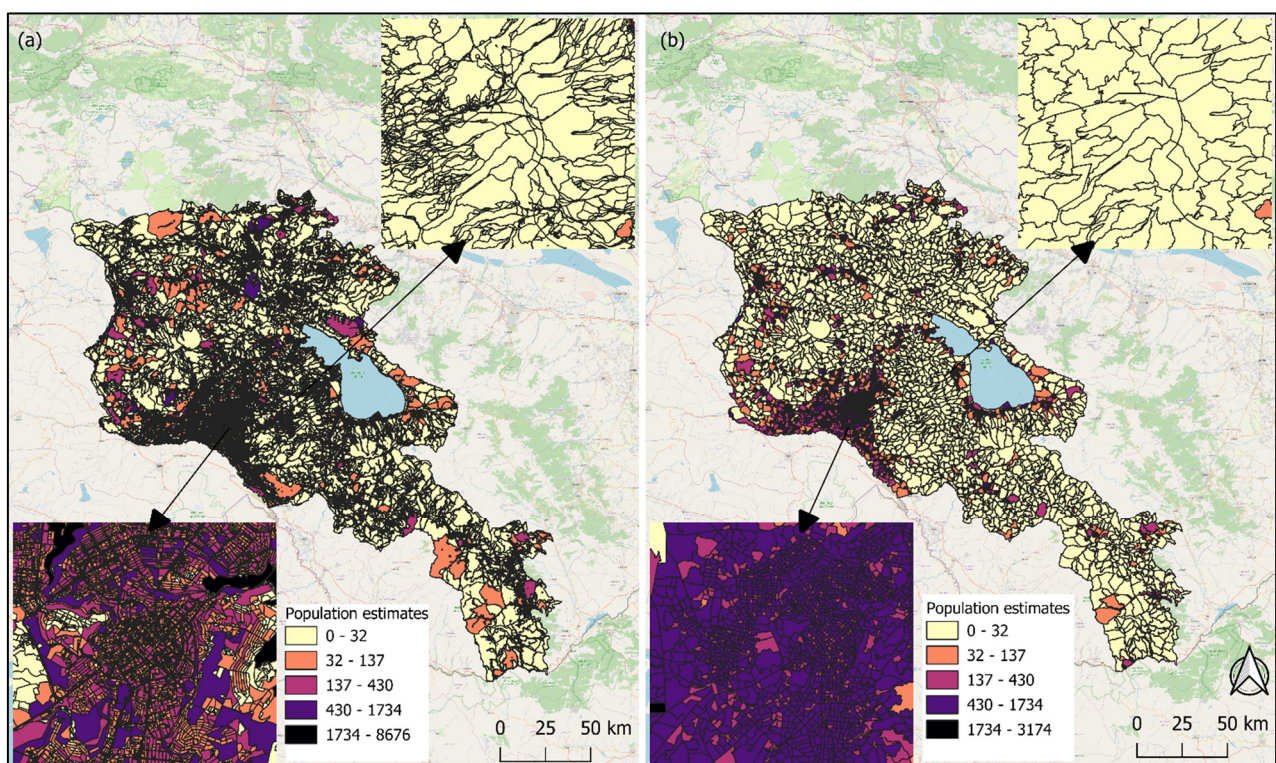 (a)
Population estimates
0 - 32
32 - 137
137 - 430
430 - 1734
1734 - 8676
0 25 50 km
(b)
Population estimates
0 - 32
32 - 137
137 - 430
430 - 1734
1734 - 3174
0 25 50 km